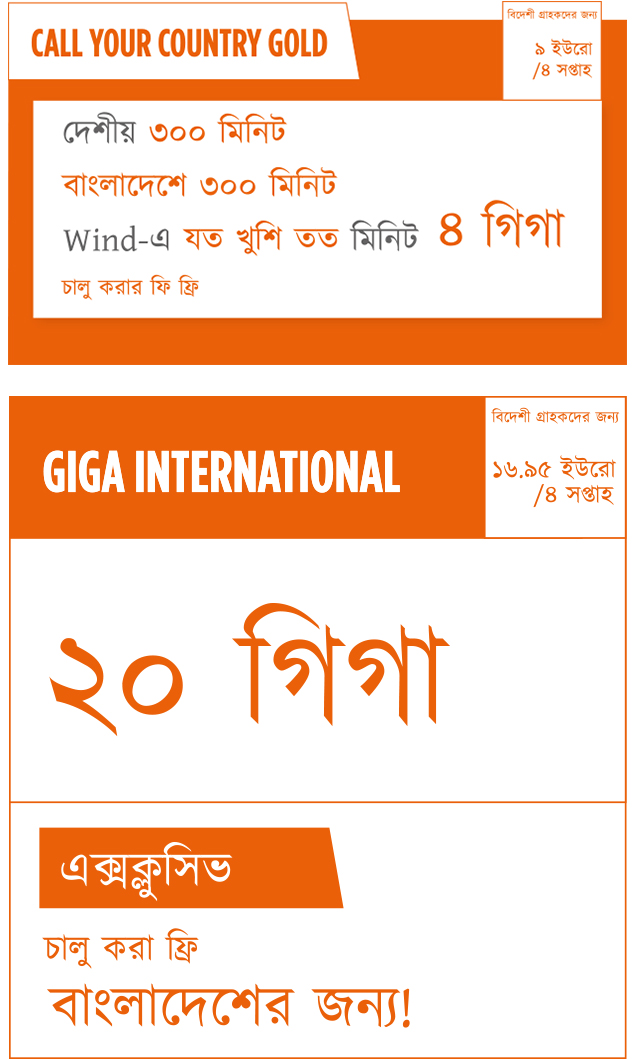 CALL YOUR COUNTRY GOLD
বিদেশী গ্রাহকদের জন্য
৯ ইউরো
/৪ সপ্তাহ
দেশীয় ৩০০ মিনিট
বাংলাদেশে ৩০০ মিনিট
Wind-এ যত খুশি তত মিনিট ৪ গিগা
চালু করার ফি ফ্রি
GIGA INTERNATIONAL
বিদেশী গ্রাহকদের জন্য
১৬.৯৫ ইউরো
/৪ সপ্তাহ
২০ গিগা
এক্সক্লুসিভ
চালু করা ফ্রি
বাংলাদেশের জন্য!